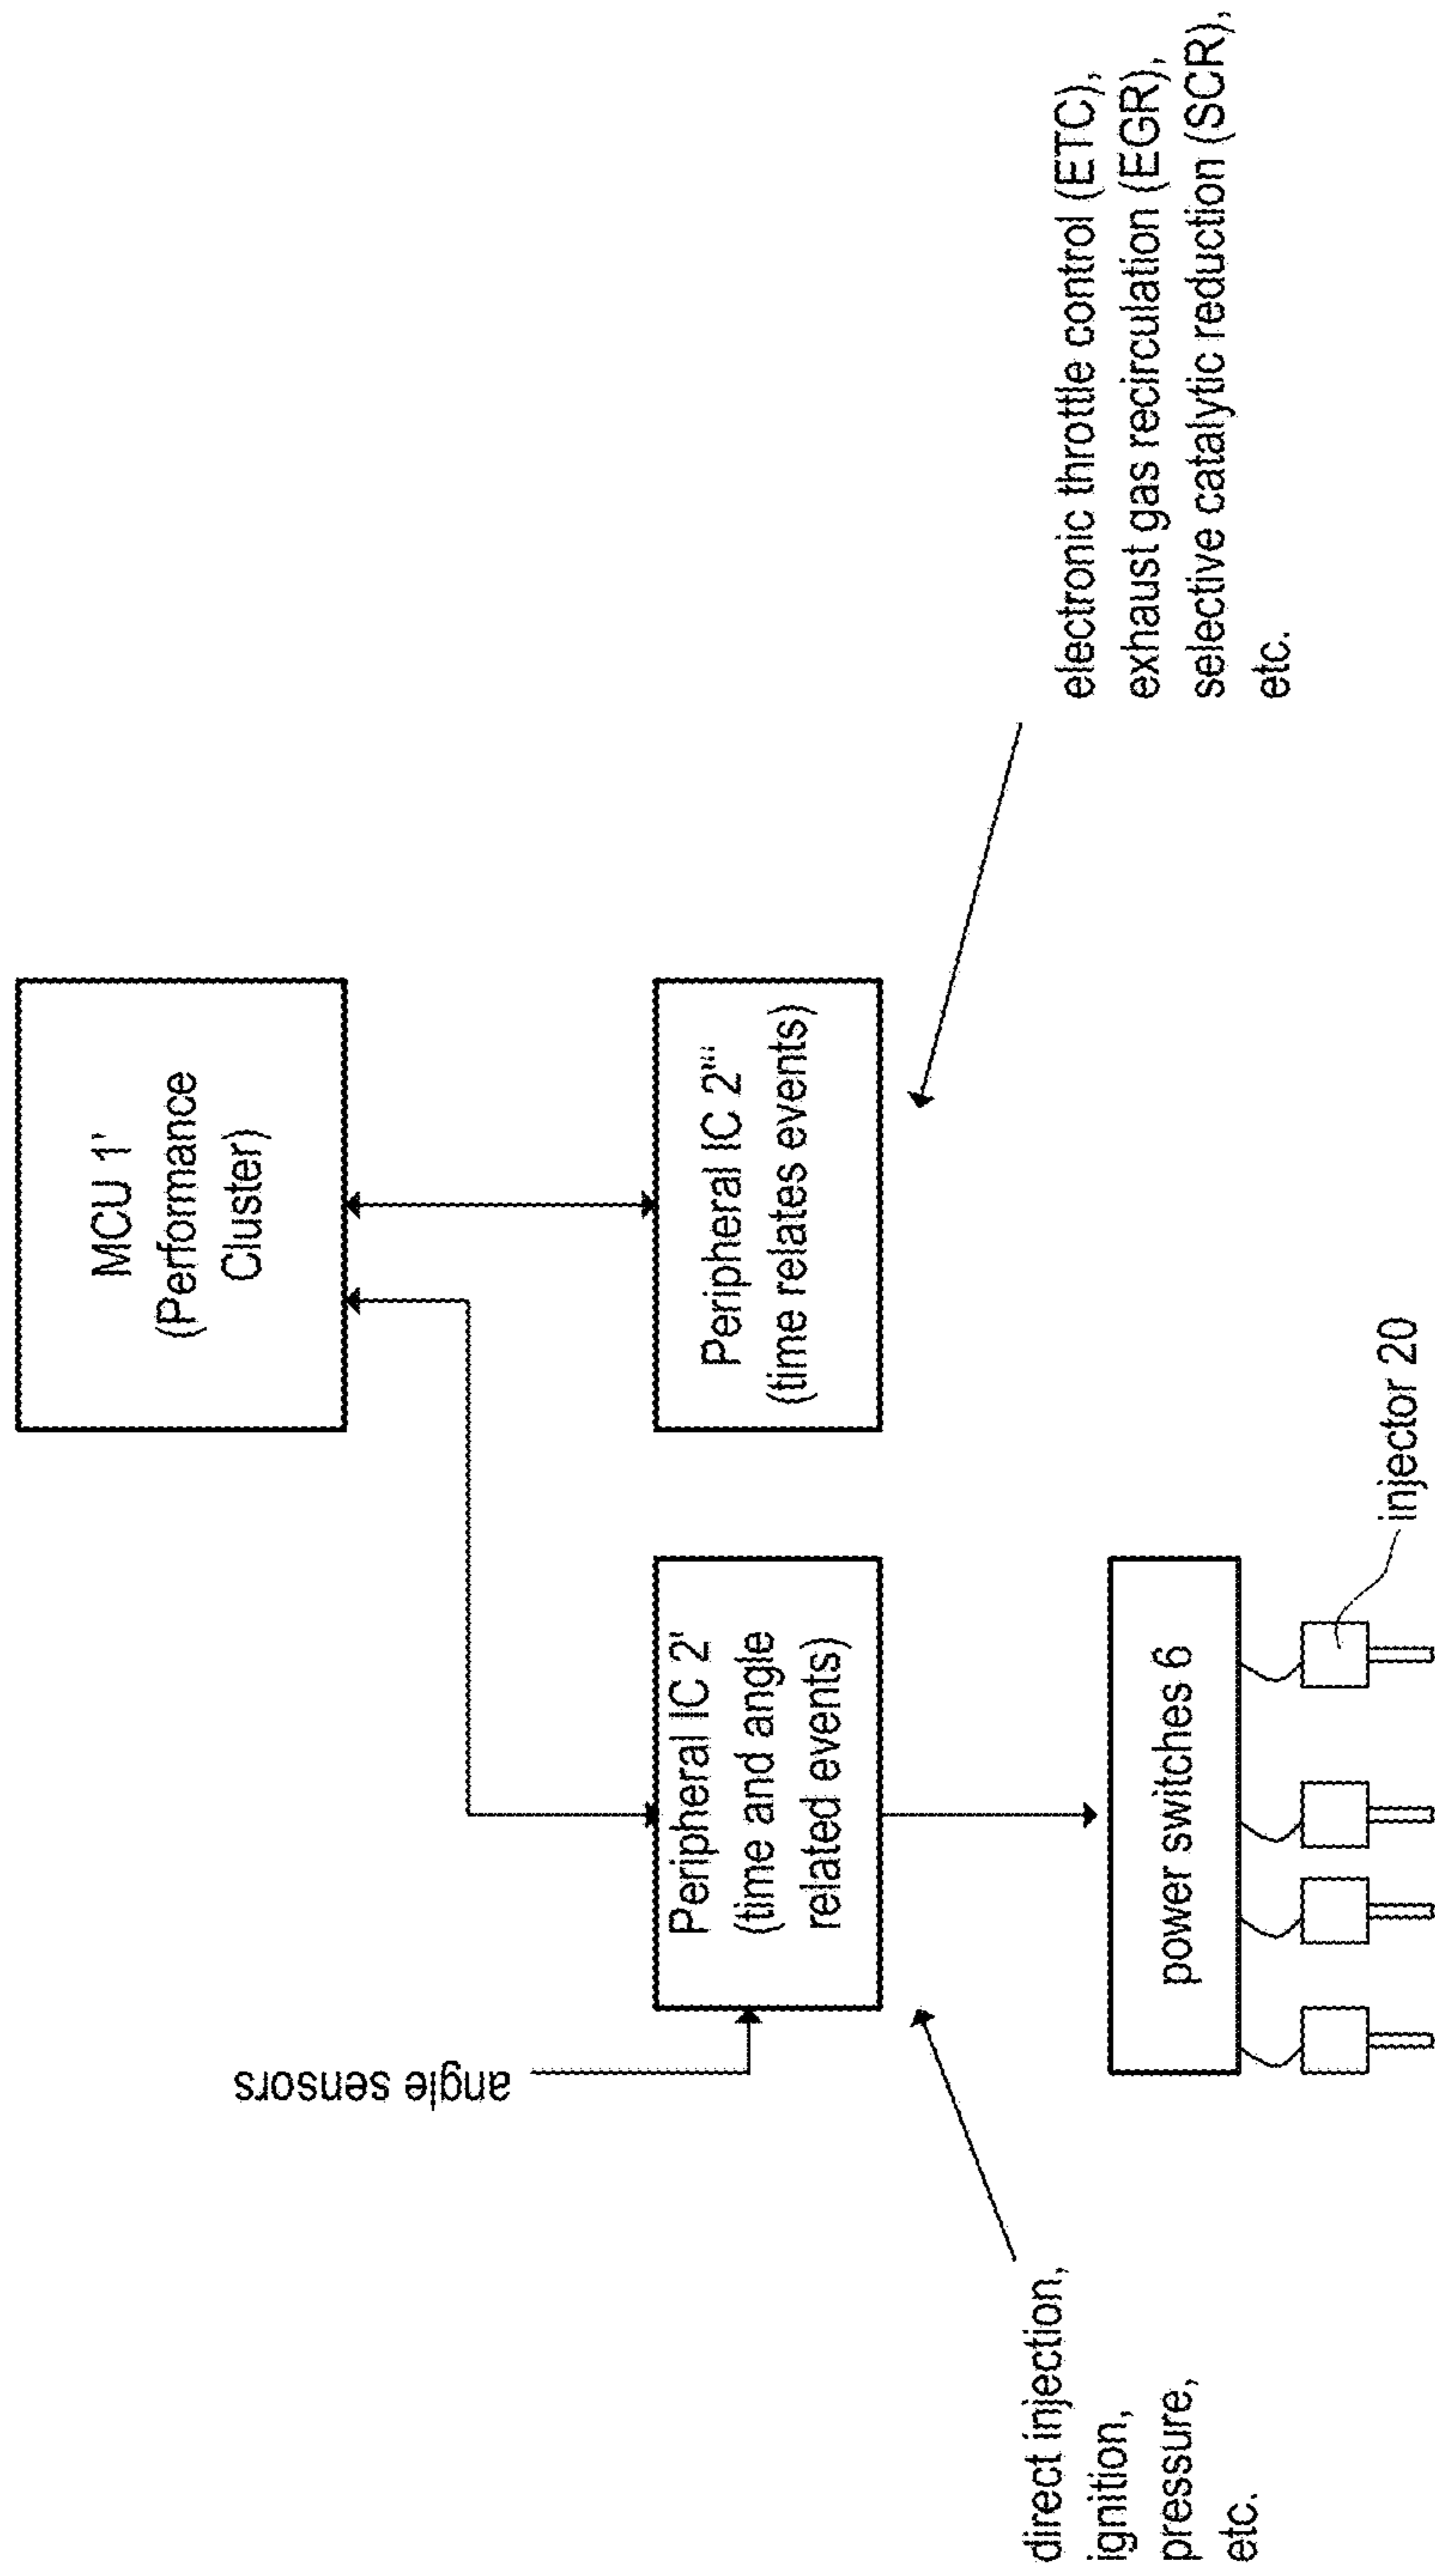 MCU 1'
(Performance
Cluster)
angle sensors
Peripheral IC 2'
(time and angle
related events)
Peripheral IC 2'''
(time relates events)
direct injection,
ignition,
pressure,
etc.
power switches 6
injector 20
electronic throttle control (ETC),
exhaust gas recirculation (EGR),
selective catalytic reduction (SCR),
etc.